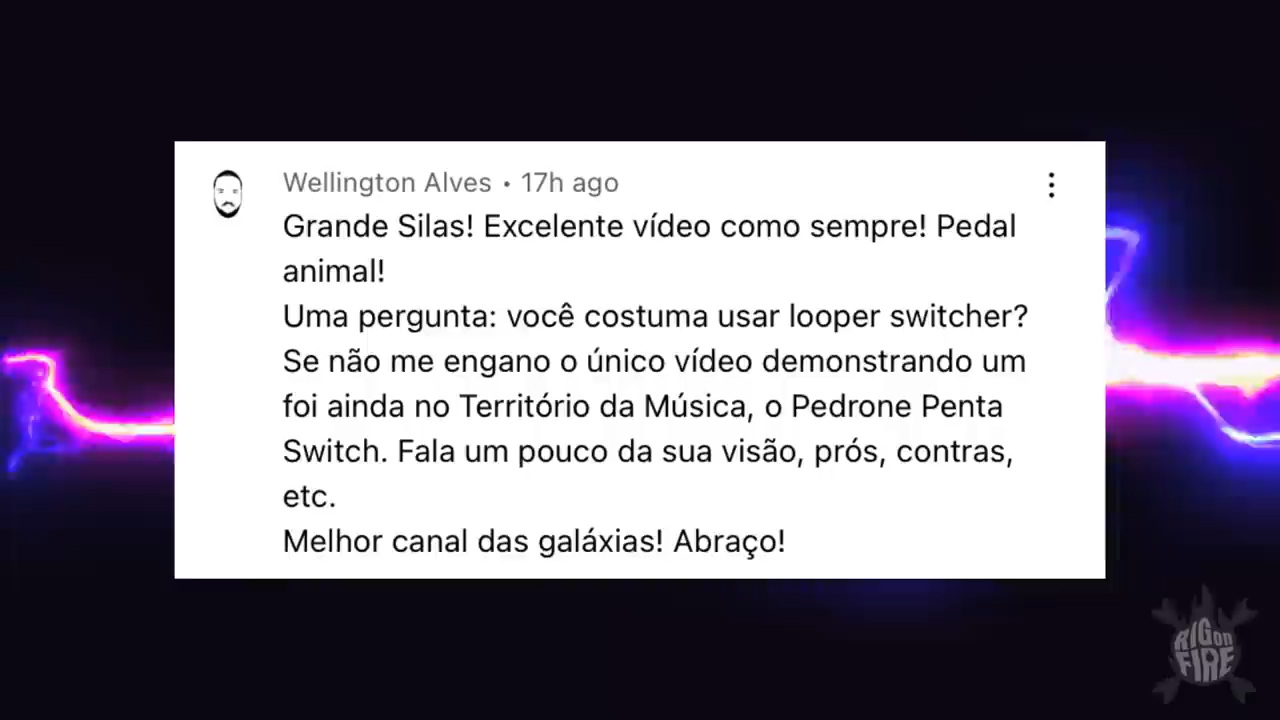 Wellington Alves • 17h ago
Grande Silas! Excelente vídeo como sempre! Pedal
animal!
Uma pergunta: você costuma usar looper switcher?
Se não me engano o único vídeo demonstrando um
foi ainda no Território da Música, o Pedrone Penta
Switch. Fala um pouco da sua visão, prós, contras,
etc.
Melhor canal das galáxias! Abraço!
RIG on
FIRE